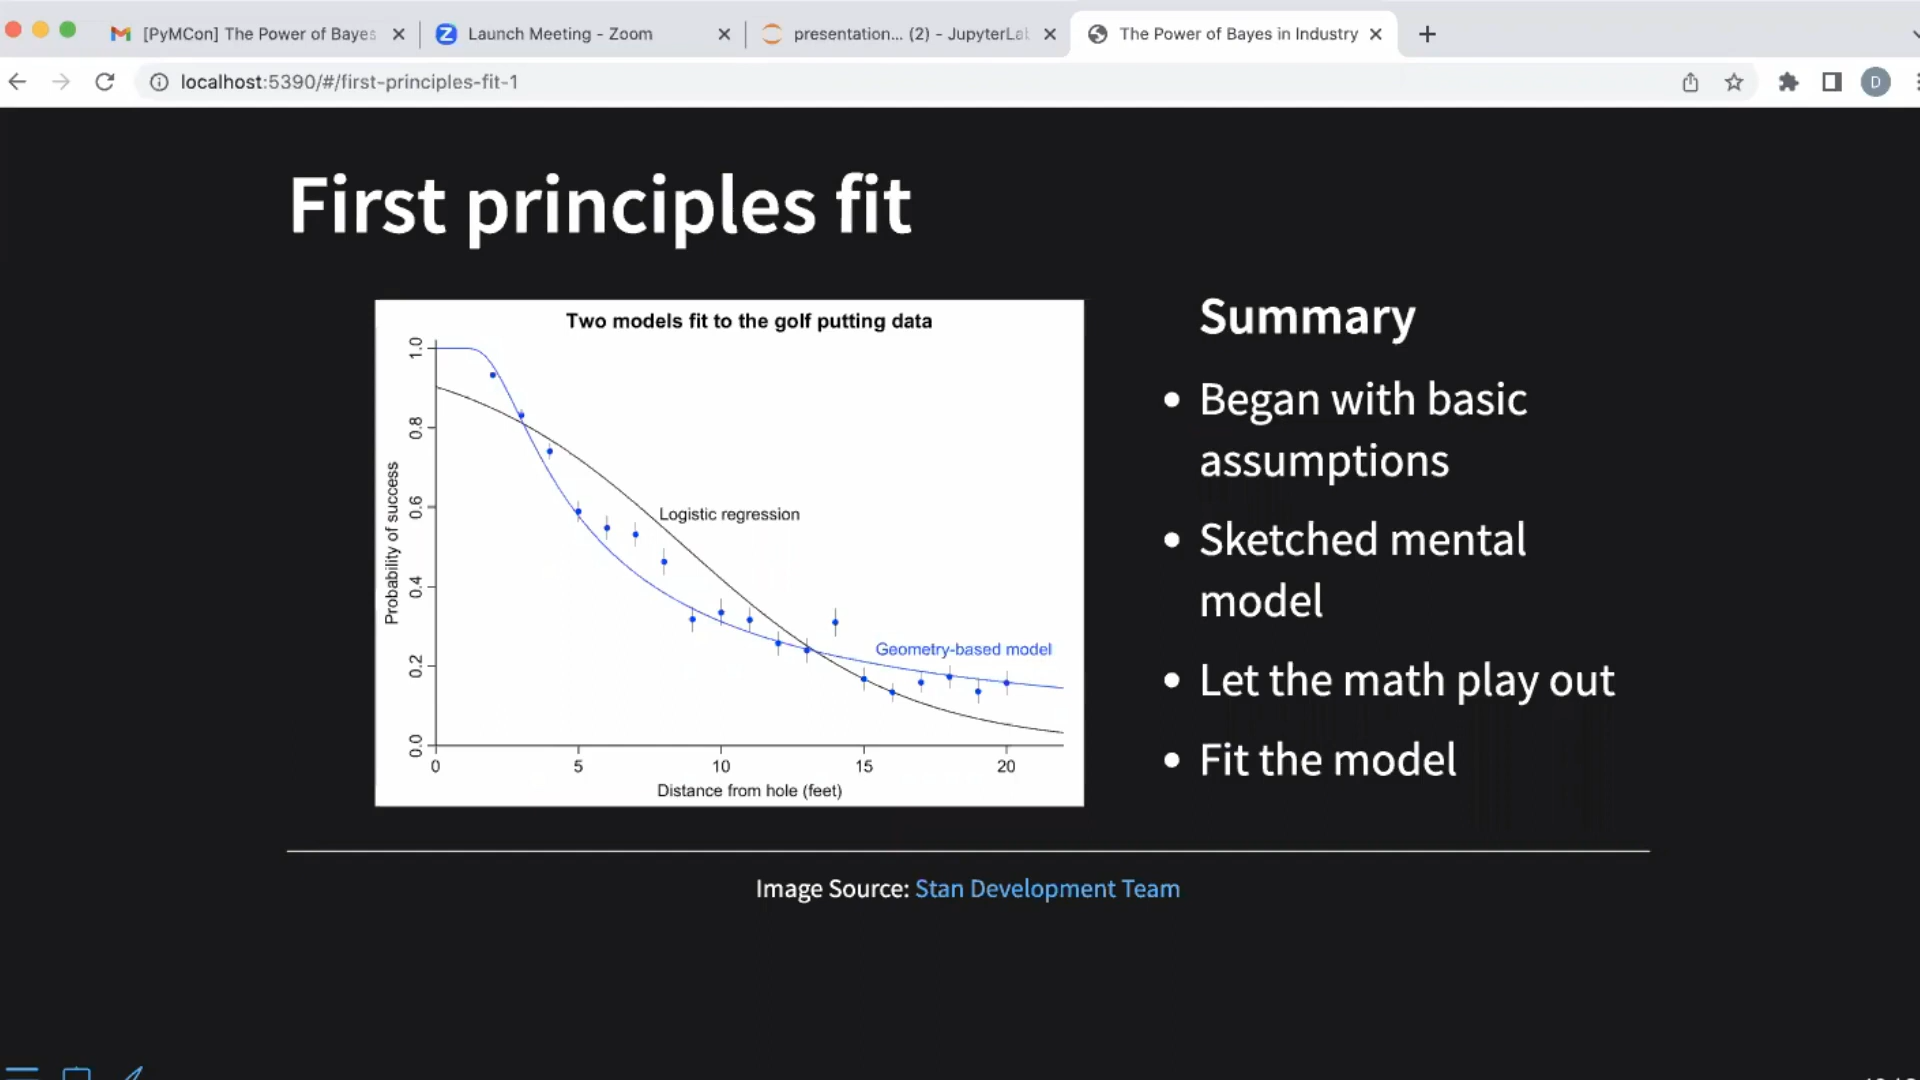 [PyMCon] The Power of Bayes
Launch Meeting - Zoom
presentation... (2) - JupyterLa
The Power of Bayes in Industry
localhost:5390/#/first-principles-fit-1
D
First principles fit
Two models fit to the golf putting data
Probability of success
1.0
0.8
0.6
0.4
0.2
0.0
Logistic regression
Geometry-based model
0 5 10 15 20
Distance from hole (feet)
Summary
Began with basic
assumptions
Sketched mental
model
Let the math play out
Fit the model
Image Source: Stan Development Team